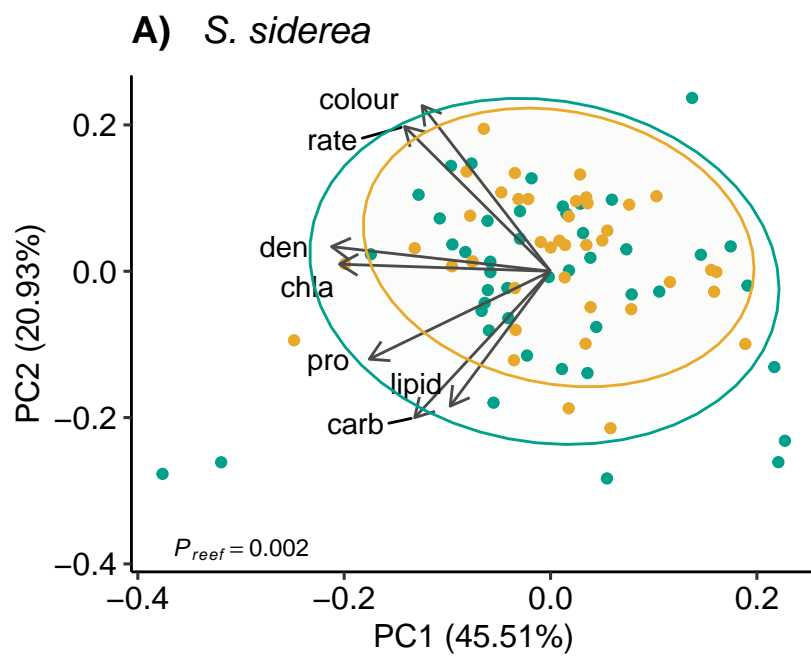 A) S. siderea
colour
rate
den
chla
pro
lipid
carb
P reef = 0.002
0.2
0.0
−0.2
−0.4
PC2 (20.93%)
−0.4 −0.2 0.0 0.2
PC1 (45.51%)